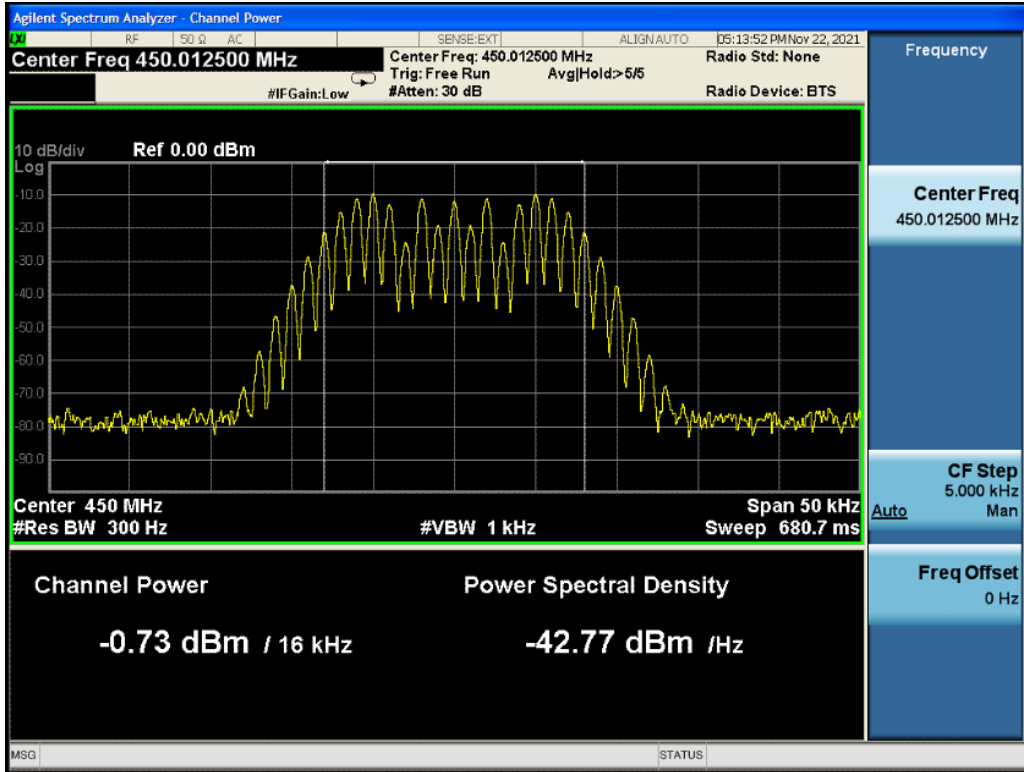 Agilent Spectrum Analyzer - Channel Power
LXI RF 50 Ω AC SENSE:EXT ALIGNAUTO 05:13:52 PM Nov 22, 2021
Center Freq 450.012500 MHz
#IFGain:Low
Center Freq: 450.012500 MHz
Trig: Free Run Avg|Hold:>5/5
#Atten: 30 dB
Radio Std: None
Radio Device: BTS
10 dB/div Ref 0.00 dBm
Log
-10.0
-20.0
-30.0
-40.0
-50.0
-60.0
-70.0
-80.0
-90.0
Center 450 MHz Span 50 kHz
#Res BW 300 Hz #VBW 1 kHz Sweep 680.7 ms
Channel Power Power Spectral Density
-0.73 dBm / 16 kHz -42.77 dBm /Hz
MSG STATUS
Frequency
Center Freq
450.012500 MHz
CF Step
5.000 kHz
Auto Man
Freq Offset
0 Hz